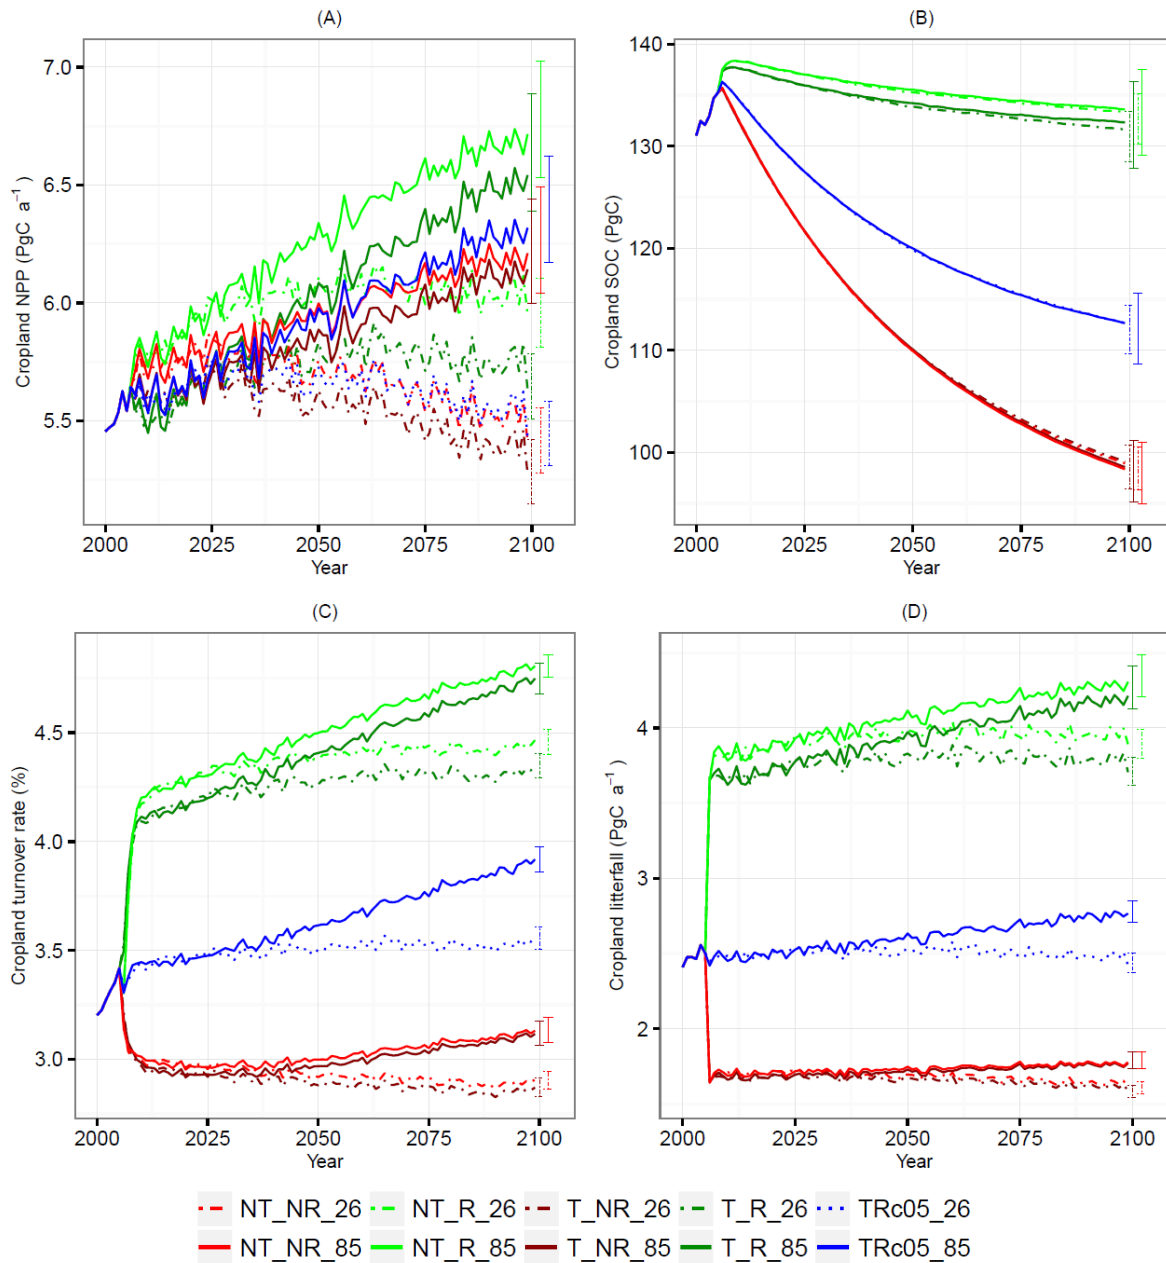 (A)
Cropland NPP (PgC a⁻¹ )
7.0
6.5
6.0
5.5
2000 2025 2050 2075 2100
Year
(B)
Cropland SOC (PgC)
140
130
120
110
100
2000 2025 2050 2075 2100
Year
(C)
Cropland turnover rate (%)
4.5
4.0
3.5
3.0
2000 2025 2050 2075 2100
Year
(D)
Cropland litterfall (PgC a⁻¹ )
4
3
2
2000 2025 2050 2075 2100
Year
NT_NR_26 NT_R_26 T_NR_26 T_R_26 TRc05_26
NT_NR_85 NT_R_85 T_NR_85 T_R_85 TRc05_85